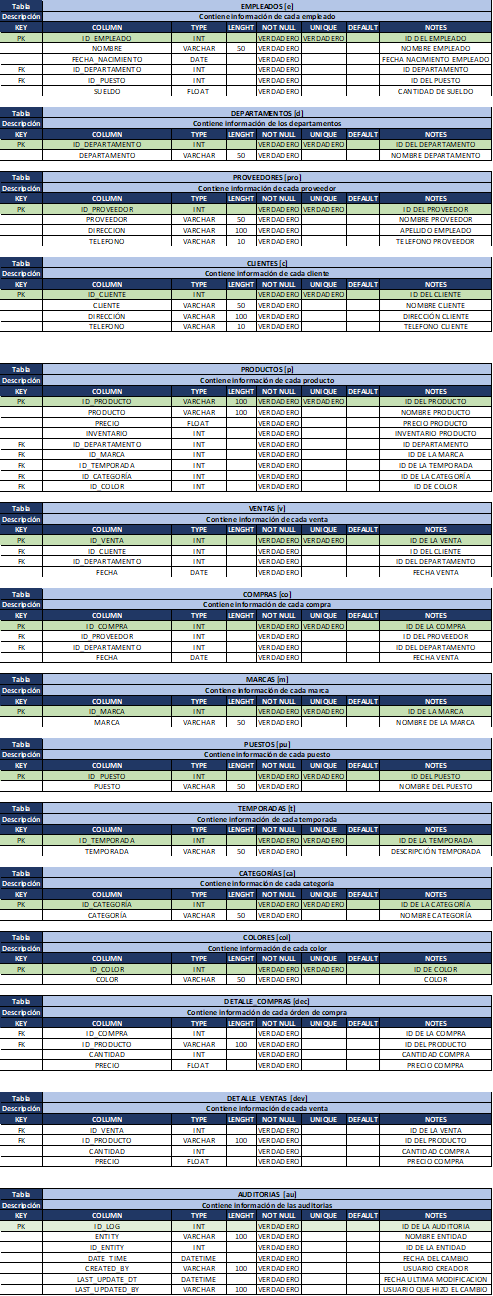 Tabla EMPLEADOS [e]
Descripción Contiene información de cada empleado
KEY COLUMN TYPE LENGHT NOT NULL UNIQUE DEFAULT NOTES
PK ID_EMPLEADO INT VERDADERO VERDADERO ID DEL EMPLEADO
NOMBRE VARCHAR 50 VERDADERO NOMBRE EMPLEADO
FECHA_NACIMIENTO DATE VERDADERO FECHA NACIMIENTO EMPLEADO
FK ID_DEPARTAMENTO INT VERDADERO ID DEPARTAMENTO
FK ID_PUESTO INT VERDADERO ID DEL PUESTO
SUELDO FLOAT VERDADERO CANTIDAD DE SUELDO
Tabla DEPARTAMENTOS [d]
Descripción Contiene información de los departamentos
KEY COLUMN TYPE LENGHT NOT NULL UNIQUE DEFAULT NOTES
PK ID_DEPARTAMENTO INT VERDADERO VERDADERO ID DEL DEPARTAMENTO
DEPARTAMENTO VARCHAR 50 VERDADERO NOMBRE DEPARTAMENTO
Tabla PROVEEDORES [pro]
Descripción Contiene información de cada proveedor
KEY COLUMN TYPE LENGHT NOT NULL UNIQUE DEFAULT NOTES
PK ID_PROVEEDOR INT VERDADERO VERDADERO ID DEL PROVEEDOR
PROVEEDOR VARCHAR 50 VERDADERO NOMBRE PROVEEDOR
DIRECCION VARCHAR 100 VERDADERO APELLIDO EMPLEADO
TELEFONO VARCHAR 10 VERDADERO TELEFONO PROVEEDOR
Tabla CLIENTES [c]
Descripción Contiene información de cada cliente
KEY COLUMN TYPE LENGHT NOT NULL UNIQUE DEFAULT NOTES
PK ID_CLIENTE INT VERDADERO VERDADERO ID DEL CLIENTE
CLIENTE VARCHAR 50 VERDADERO NOMBRE CLIENTE
DIRECCIÓN VARCHAR 100 VERDADERO DIRECCIÓN CLIENTE
TELEFONO VARCHAR 10 VERDADERO TELEFONO CLIENTE
Tabla PRODUCTOS [p]
Descripción Contiene información de cada producto
KEY COLUMN TYPE LENGHT NOT NULL UNIQUE DEFAULT NOTES
PK ID_PRODUCTO VARCHAR 100 VERDADERO VERDADERO ID DEL PRODUCTO
PRODUCTO VARCHAR 100 VERDADERO NOMBRE PRODUCTO
PRECIO FLOAT VERDADERO PRECIO PRODUCTO
INVENTARIO INT VERDADERO INVENTARIO PRODUCTO
FK ID_DEPARTAMENTO INT VERDADERO ID DEPARTAMENTO
FK ID_MARCA INT VERDADERO ID DE LA MARCA
FK ID_TEMPORADA INT VERDADERO ID DE LA TEMPORADA
FK ID_CATEGORÍA INT VERDADERO ID DE LA CATEGORÍA
FK ID_COLOR INT VERDADERO ID DE COLOR
Tabla VENTAS [v]
Descripción Contiene información de cada venta
KEY COLUMN TYPE LENGHT NOT NULL UNIQUE DEFAULT NOTES
PK ID_VENTA INT VERDADERO VERDADERO ID DE LA VENTA
FK ID_CLIENTE INT VERDADERO ID DEL CLIENTE
FK ID_DEPARTAMENTO INT VERDADERO ID DEL DEPARTAMENTO
FECHA DATE VERDADERO FECHA VENTA
Tabla COMPRAS [co]
Descripción Contiene información de cada compra
KEY COLUMN TYPE LENGHT NOT NULL UNIQUE DEFAULT NOTES
PK ID_COMPRA INT VERDADERO VERDADERO ID DE LA COMPRA
FK ID_PROVEEDOR INT VERDADERO ID DEL PROVEEDOR
FK ID_DEPARTAMENTO INT VERDADERO ID DEL DEPARTAMENTO
FECHA DATE VERDADERO FECHA VENTA
Tabla MARCAS [m]
Descripción Contiene información de cada marca
KEY COLUMN TYPE LENGHT NOT NULL UNIQUE DEFAULT NOTES
PK ID_MARCA INT VERDADERO VERDADERO ID DE LA MARCA
MARCA VARCHAR 50 VERDADERO NOMBRE DE LA MARCA
Tabla PUESTOS [pu]
Descripción Contiene información de cada puesto
KEY COLUMN TYPE LENGHT NOT NULL UNIQUE DEFAULT NOTES
PK ID_PUESTO INT VERDADERO VERDADERO ID DEL PUESTO
PUESTO VARCHAR 50 VERDADERO NOMBRE DEL PUESTO
Tabla TEMPORADAS [t]
Descripción Contiene información de cada temporada
KEY COLUMN TYPE LENGHT NOT NULL UNIQUE DEFAULT NOTES
PK ID_TEMPORADA INT VERDADERO VERDADERO ID DE LA TEMPORADA
TEMPORADA VARCHAR 50 VERDADERO DESCRIPCIÓN TEMPORADA
Tabla CATEGORÍAS [ca]
Descripción Contiene información de cada categoría
KEY COLUMN TYPE LENGHT NOT NULL UNIQUE DEFAULT NOTES
PK ID_CATEGORÍA INT VERDADERO VERDADERO ID DE LA CATEGORÍA
CATEGORÍA VARCHAR 50 VERDADERO NOMBRE CATEGORÍA
Tabla COLORES [col]
Descripción Contiene información de cada color
KEY COLUMN TYPE LENGHT NOT NULL UNIQUE DEFAULT NOTES
PK ID_COLOR INT VERDADERO VERDADERO ID DE COLOR
COLOR VARCHAR 50 VERDADERO COLOR
Tabla DETALLE_COMPRAS [dec]
Descripción Contiene información de cada órden de compra
KEY COLUMN TYPE LENGHT NOT NULL UNIQUE DEFAULT NOTES
FK ID_COMPRA INT VERDADERO ID DE LA COMPRA
FK ID_PRODUCTO VARCHAR 100 VERDADERO ID DEL PRODUCTO
CANTIDAD INT VERDADERO CANTIDAD COMPRA
PRECIO FLOAT VERDADERO PRECIO COMPRA
Tabla DETALLE_VENTAS [dev]
Descripción Contiene información de cada venta
KEY COLUMN TYPE LENGHT NOT NULL UNIQUE DEFAULT NOTES
FK ID_VENTA INT VERDADERO ID DE LA VENTA
FK ID_PRODUCTO VARCHAR 100 VERDADERO ID DEL PRODUCTO
CANTIDAD INT VERDADERO CANTIDAD COMPRA
PRECIO FLOAT VERDADERO PRECIO COMPRA
Tabla AUDITORIAS [au]
Descripción Contiene información de las auditorias
KEY COLUMN TYPE LENGHT NOT NULL UNIQUE DEFAULT NOTES
PK ID_LOG INT VERDADERO ID DE LA AUDITORIA
ENTITY VARCHAR 100 VERDADERO NOMBRE ENTIDAD
ID_ENTITY INT VERDADERO ID DE LA ENTIDAD
DATE_TIME DATETIME VERDADERO FECHA DEL CAMBIO
CREATED_BY VARCHAR 100 VERDADERO USUARIO CREADOR
LAST_UPDATE_DT DATETIME VERDADERO FECHA ULTIMA MODIFICACION
LAST_UPDATED_BY VARCHAR 100 VERDADERO USUARIO QUE HIZO EL CAMBIO